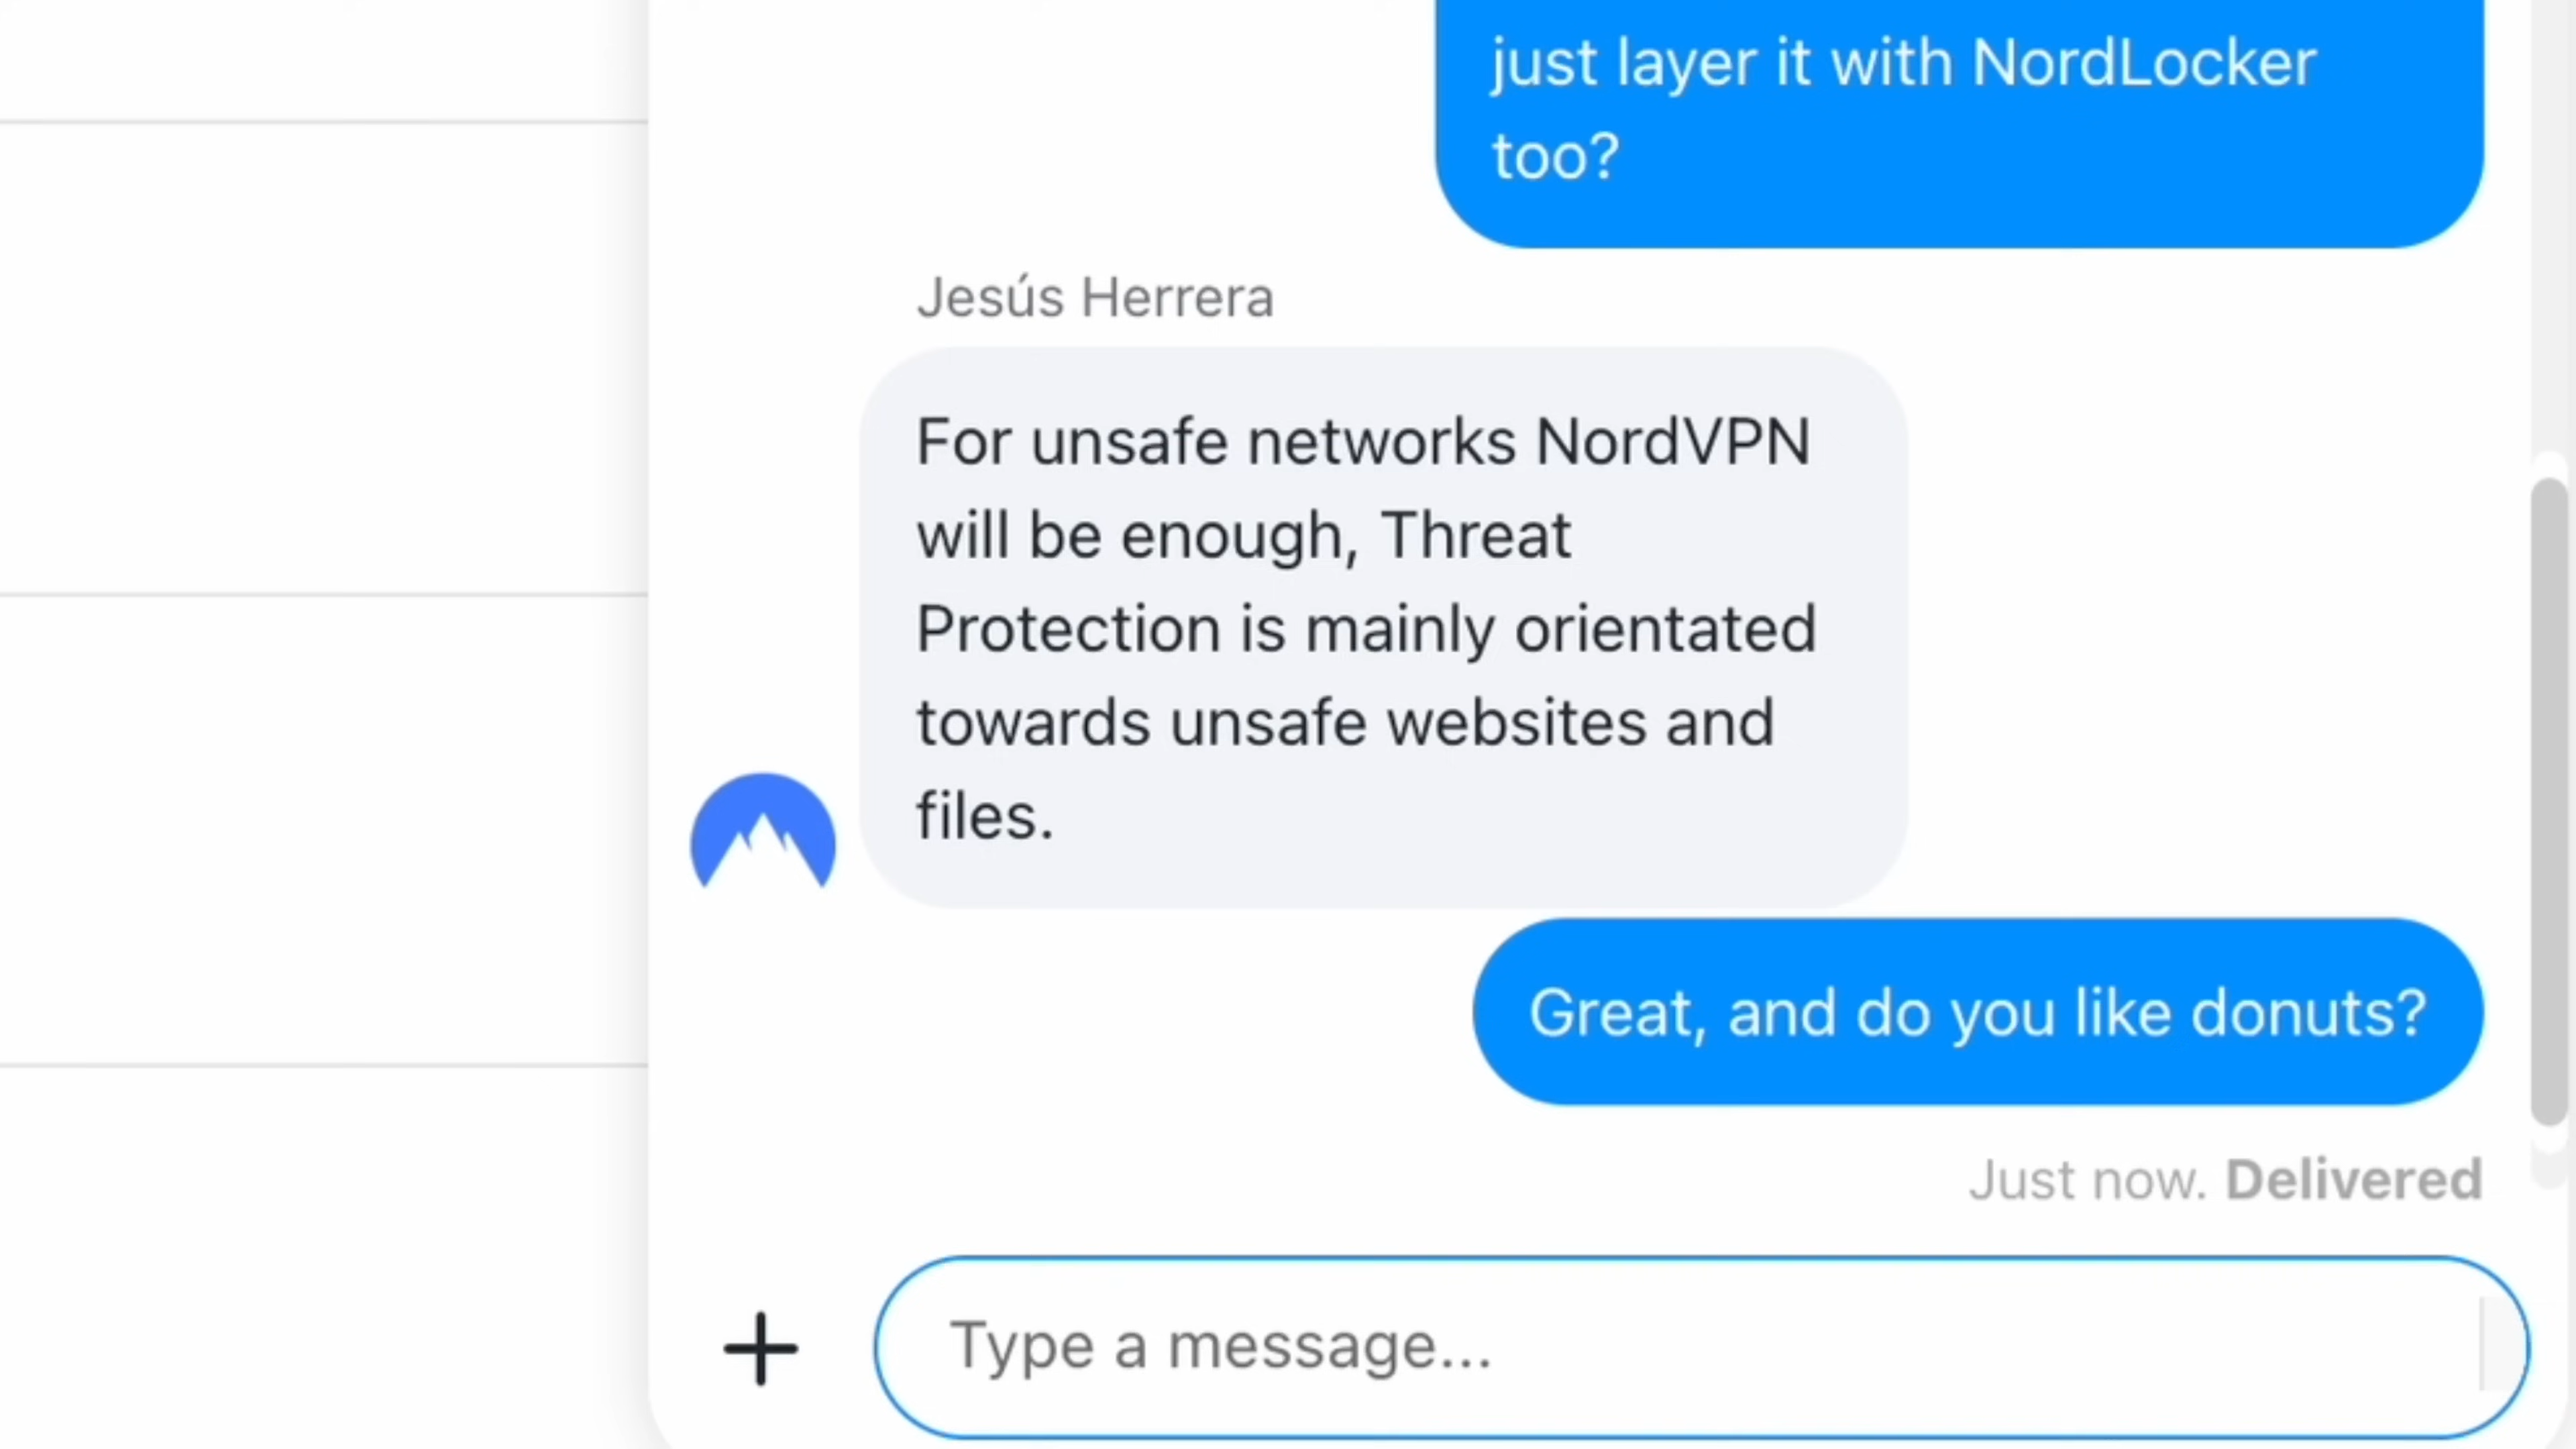 just layer it with NordLocker
too?
Jesús Herrera
For unsafe networks NordVPN
will be enough, Threat
Protection is mainly orientated
towards unsafe websites and
files.
Great, and do you like donuts?
Just now. Delivered
Type a message...